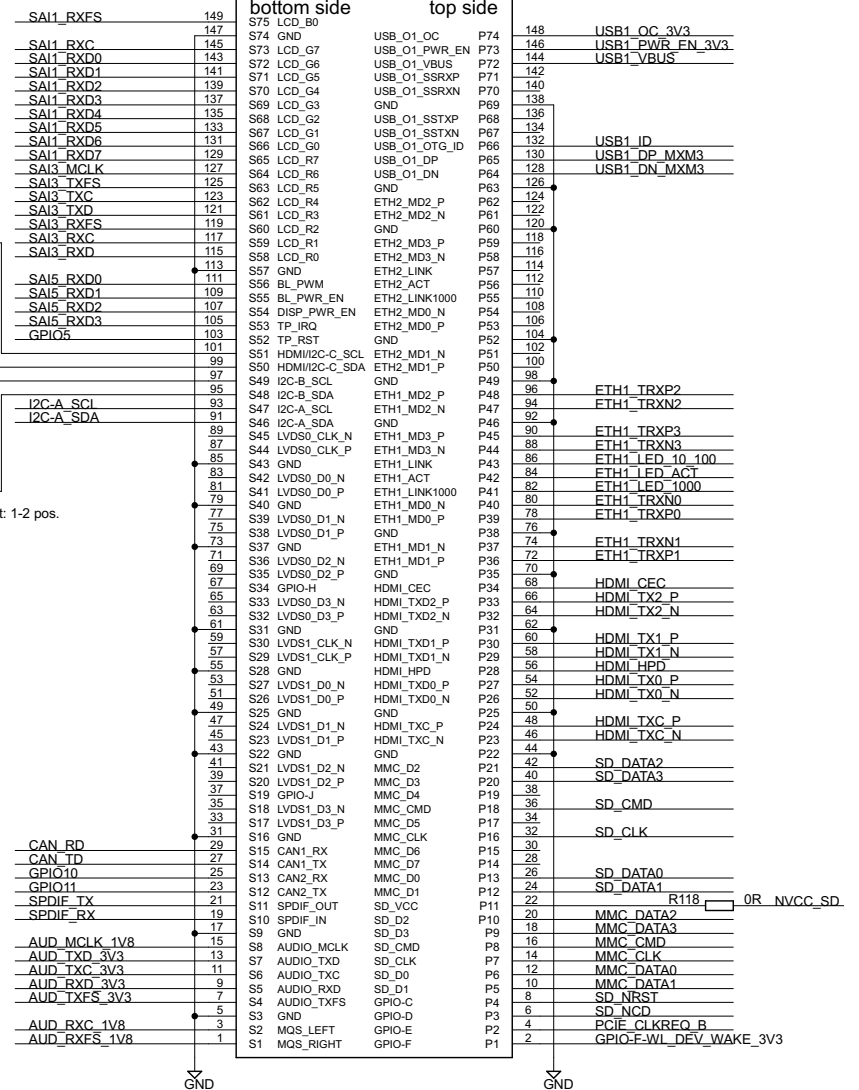 bottom side top side
SAI1_RXFS 149 S75 LCD_B0
147 S74 GND USB_O1_OC P74 148 USB1_OC_3V3
SAI1_RXC 145 S73 LCD_G7 USB_O1_PWR_EN P73 146 USB1_PWR_EN_3V3
SAI1_RXD0 143 S72 LCD_G6 USB_O1_VBUS P72 144 USB1_VBUS
SAI1_RXD1 141 S71 LCD_G5 USB_O1_SSRXP P71 142
SAI1_RXD2 139 S70 LCD_G4 USB_O1_SSRXN P70 140
SAI1_RXD3 137 S69 LCD_G3 GND P69 138
SAI1_RXD4 135 S68 LCD_G2 USB_O1_SSTXP P68 136
SAI1_RXD5 133 S67 LCD_G1 USB_O1_SSTXN P67 134
SAI1_RXD6 131 S66 LCD_G0 USB_O1_OTG_ID P66 132 USB1_ID
SAI1_RXD7 129 S65 LCD_R7 USB_O1_DP P65 130 USB1_DP_MXM3
SAI3_MCLK 127 S64 LCD_R6 USB_O1_DN P64 128 USB1_DN_MXM3
SAI3_TXFS 125 S63 LCD_R5 GND P63 126
SAI3_TXC 123 S62 LCD_R4 ETH2_MD2_P P62 124
SAI3_TXD 121 S61 LCD_R3 ETH2_MD2_N P61 122
SAI3_RXFS 119 S60 LCD_R2 GND P60 120
SAI3_RXC 117 S59 LCD_R1 ETH2_MD3_P P59 118
SAI3_RXD 115 S58 LCD_R0 ETH2_MD3_N P58 116
113 S57 GND ETH2_LINK P57 114
SAI5_RXD0 111 S56 BL_PWM ETH2_ACT P56 112
SAI5_RXD1 109 S55 BL_PWR_EN ETH2_LINK1000 P55 110
SAI5_RXD2 107 S54 DISP_PWR_EN ETH2_MD0_N P54 108
SAI5_RXD3 105 S53 TP_IRQ ETH2_MD0_P P53 106
GPIO5 103 S52 TP_RST GND P52 104
101 S51 HDMI/I2C-C_SCL ETH2_MD1_N P51 102
99 S50 HDMI/I2C-C_SDA ETH2_MD1_P P50 100
97 S49 I2C-B_SCL GND P49 98
95 S48 I2C-B_SDA ETH1_MD2_P P48 96 ETH1_TRXP2
I2C-A_SCL 93 S47 I2C-A_SCL ETH1_MD2_N P47 94 ETH1_TRXN2
I2C-A_SDA 91 S46 I2C-A_SDA GND P46 92
89 S45 LVDS0_CLK_N ETH1_MD3_P P45 90 ETH1_TRXP3
87 S44 LVDS0_CLK_P ETH1_MD3_N P44 88 ETH1_TRXN3
85 S43 GND ETH1_LINK P43 86 ETH1_LED_10_100
83 S42 LVDS0_D0_N ETH1_ACT P42 84 ETH1_LED_ACT
81 S41 LVDS0_D0_P ETH1_LINK1000 P41 82 ETH1_LED_1000
79 S40 GND ETH1_MD0_N P40 80 ETH1_TRXN0
t: 1-2 pos.
77 S39 LVDS0_D1_N ETH1_MD0_P P39 78 ETH1_TRXP0
75 S38 LVDS0_D1_P GND P38 76
73 S37 GND ETH1_MD1_N P37 74 ETH1_TRXN1
71 S36 LVDS0_D2_N ETH1_MD1_P P36 72 ETH1_TRXP1
69 S35 LVDS0_D2_P GND P35 70
67 S34 GPIO-H HDMI_CEC P34 68 HDMI_CEC
65 S33 LVDS0_D3_N HDMI_TXD2_P P33 66 HDMI_TX2_P
63 S32 LVDS0_D3_P HDMI_TXD2_N P32 64 HDMI_TX2_N
61 S31 GND GND P31 62
59 S30 LVDS1_CLK_N HDMI_TXD1_P P30 60 HDMI_TX1_P
57 S29 LVDS1_CLK_P HDMI_TXD1_N P29 58 HDMI_TX1_N
55 S28 GND HDMI_HPD P28 56 HDMI_HPD
53 S27 LVDS1_D0_N HDMI_TXD0_P P27 54 HDMI_TX0_P
51 S26 LVDS1_D0_P HDMI_TXD0_N P26 52 HDMI_TX0_N
49 S25 GND GND P25 50
47 S24 LVDS1_D1_N HDMI_TXC_P P24 48 HDMI_TXC_P
45 S23 LVDS1_D1_P HDMI_TXC_N P23 46 HDMI_TXC_N
43 S22 GND GND P22 44
41 S21 LVDS1_D2_N MMC_D2 P21 42 SD_DATA2
39 S20 LVDS1_D2_P MMC_D3 P20 40 SD_DATA3
37 S19 GPIO-J MMC_D4 P19 38
35 S18 LVDS1_D3_N MMC_CMD P18 36 SD_CMD
33 S17 LVDS1_D3_P MMC_D5 P17 34
31 S16 GND MMC_CLK P16 32 SD_CLK
CAN_RD 29 S15 CAN1_RX MMC_D6 P15 30
CAN_TD 27 S14 CAN1_TX MMC_D7 P14 28
GPIO10 25 S13 CAN2_RX MMC_D0 P13 26 SD_DATA0
GPIO11 23 S12 CAN2_TX MMC_D1 P12 24 SD_DATA1
SPDIF_TX 21 S11 SPDIF_OUT SD_VCC P11 22 R118 0R NVCC_SD
SPDIF_RX 19 S10 SPDIF_IN SD_D2 P10 20 MMC_DATA2
17 S9 GND SD_D3 P9 18 MMC_DATA3
AUD_MCLK_1V8 15 S8 AUDIO_MCLK SD_CMD P8 16 MMC_CMD
AUD_TXD_3V3 13 S7 AUDIO_TXD SD_CLK P7 14 MMC_CLK
AUD_TXC_3V3 11 S6 AUDIO_TXC SD_D0 P6 12 MMC_DATA0
AUD_RXD_3V3 9 S5 AUDIO_RXD SD_D1 P5 10 MMC_DATA1
AUD_TXFS_3V3 7 S4 AUDIO_TXFS GPIO-C P4 8 SD_NRST
5 S3 GND GPIO-D P3 6 SD_NCD
AUD_RXC_1V8 3 S2 MQS_LEFT GPIO-E P2 4 PCIE_CLKREQ_B
AUD_RXFS_1V8 1 S1 MQS_RIGHT GPIO-F P1 2 GPIO-F-WL_DEV_WAKE_3V3
GND GND